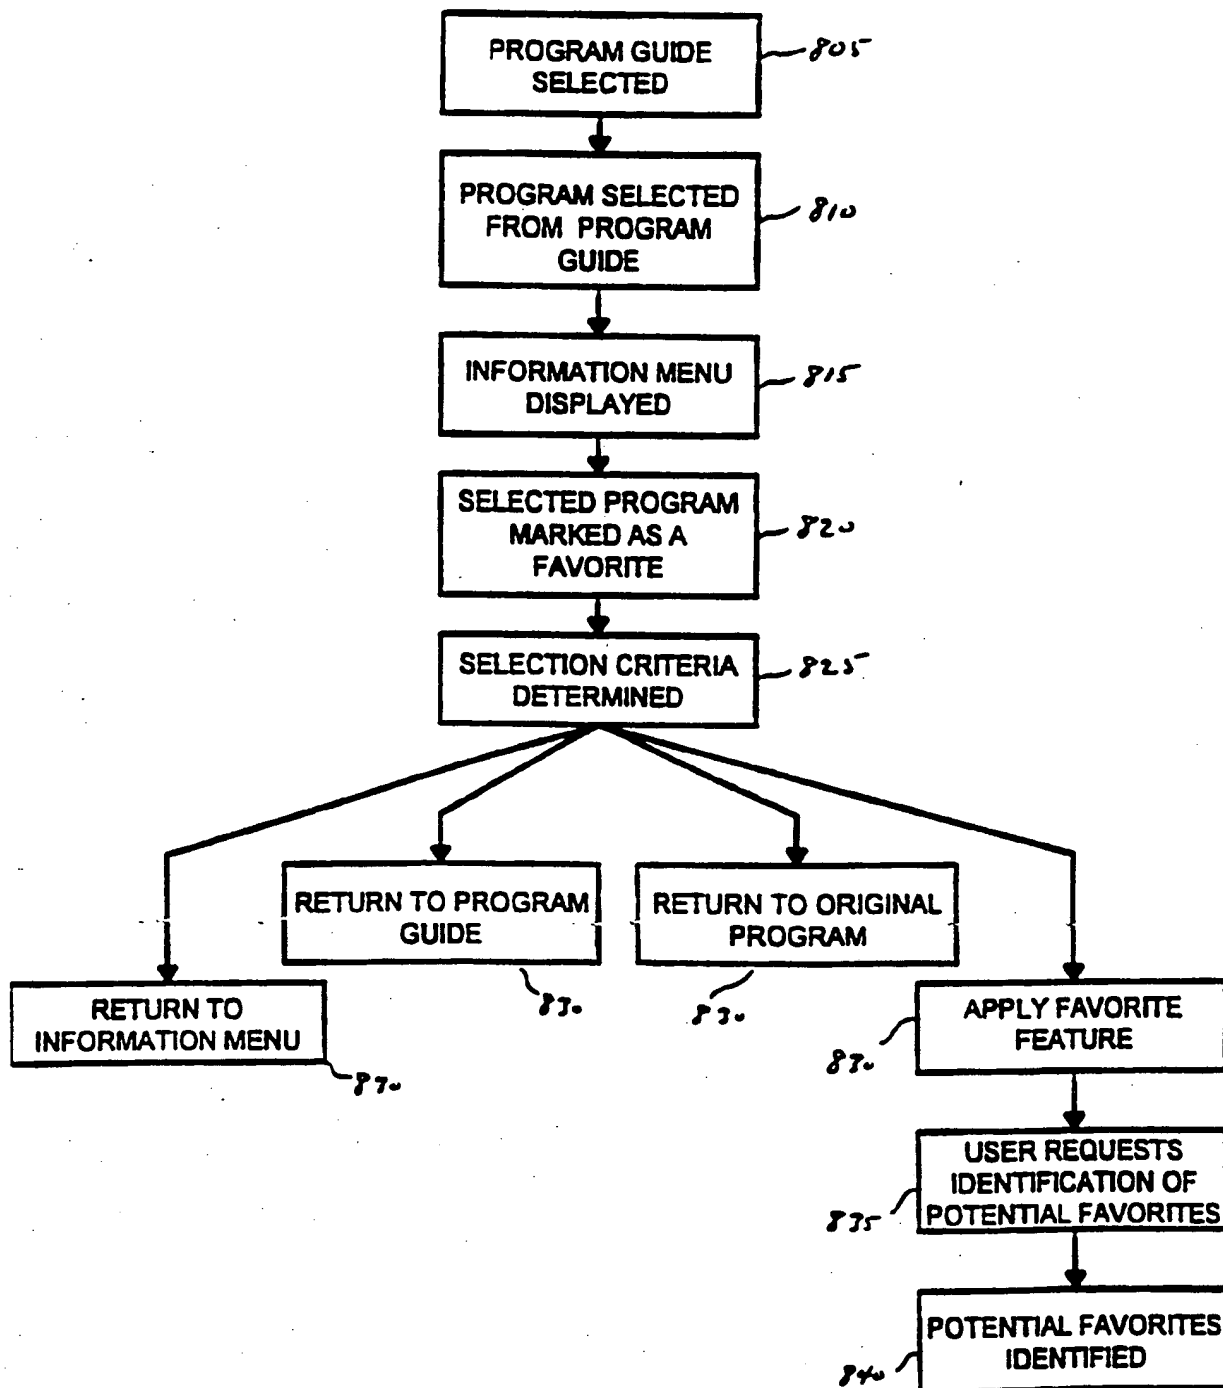 PROGRAM GUIDE
SELECTED
805
PROGRAM SELECTED
FROM PROGRAM
GUIDE
810
INFORMATION MENU
DISPLAYED
815
SELECTED PROGRAM
MARKED AS A
FAVORITE
820
SELECTION CRITERIA
DETERMINED
825
RETURN TO PROGRAM
GUIDE
830
RETURN TO ORIGINAL
PROGRAM
830
RETURN TO
INFORMATION MENU
830
APPLY FAVORITE
FEATURE
830
USER REQUESTS
IDENTIFICATION OF
POTENTIAL FAVORITES
835
POTENTIAL FAVORITES
IDENTIFIED
840